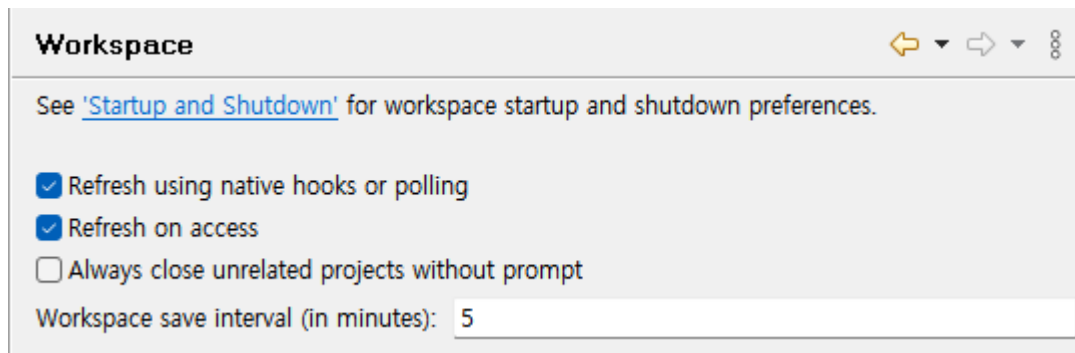 Workspace
See 'Startup and Shutdown' for workspace startup and shutdown preferences.
Refresh using native hooks or polling
Refresh on access
Always close unrelated projects without prompt
Workspace save interval (in minutes): 5